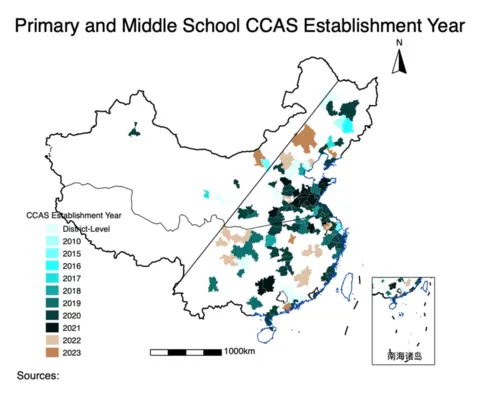 Primary and Middle School CCAS Establishment Year
N
CCAS Establishment Year
District-Level
2010
2015
2016
2017
2018
2019
2020
2021
2022
2023
1000km
南海诸岛
Sources: